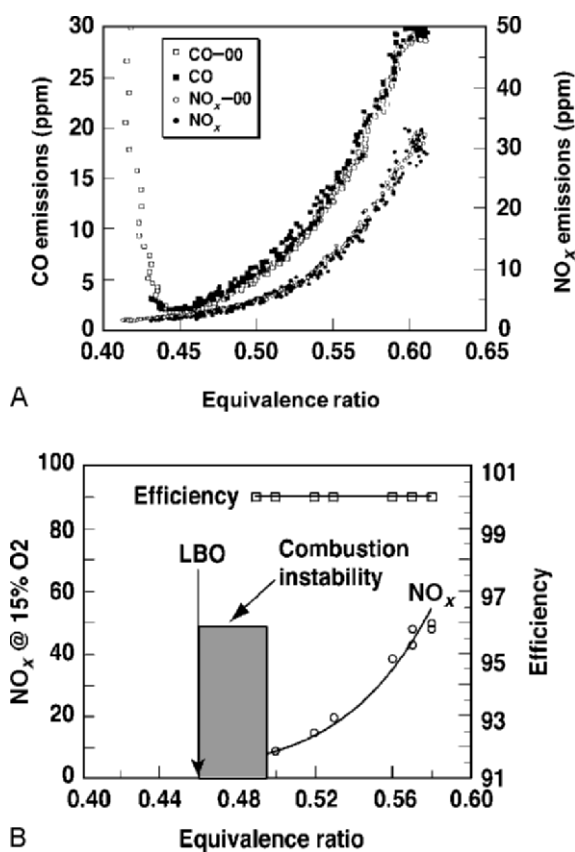 30
25
20
15
10
5
0
CO emissions (ppm)
CO–00
CO
NOx–00
NOx
50
40
30
20
10
0
NOx emissions (ppm)
0.40 0.45 0.50 0.55 0.60 0.65
A
Equivalence ratio
100
80
60
40
20
0
NOx @ 15% O2
Efficiency
LBO
Combustion
instability
NOx
101
100
97
95
93
91
Efficiency
0.40 0.44 0.48 0.52 0.56 0.60
B
Equivalence ratio